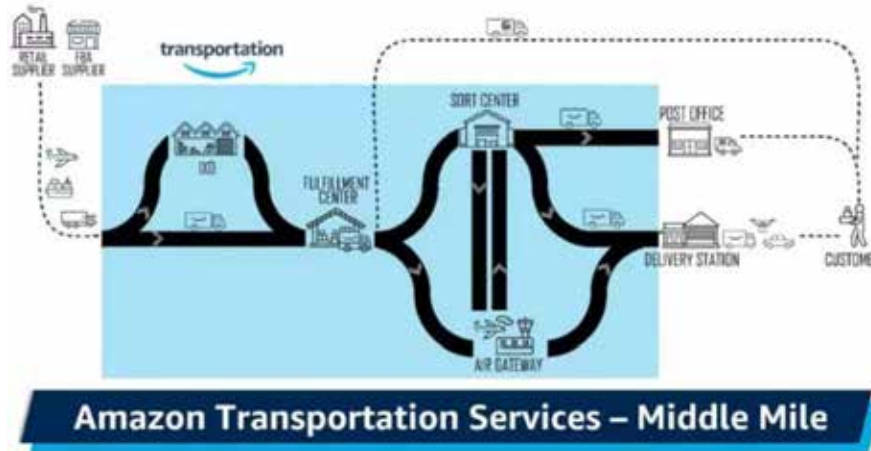 RETAIL
SUPPLIER
FBA
SUPPLIER
transportation
SORT CENTER
POST OFFICE
IXD
FULFILLMENT
CENTER
DELIVERY STATION
CUSTOME
AIR GATEWAY
Amazon Transportation Services – Middle Mile